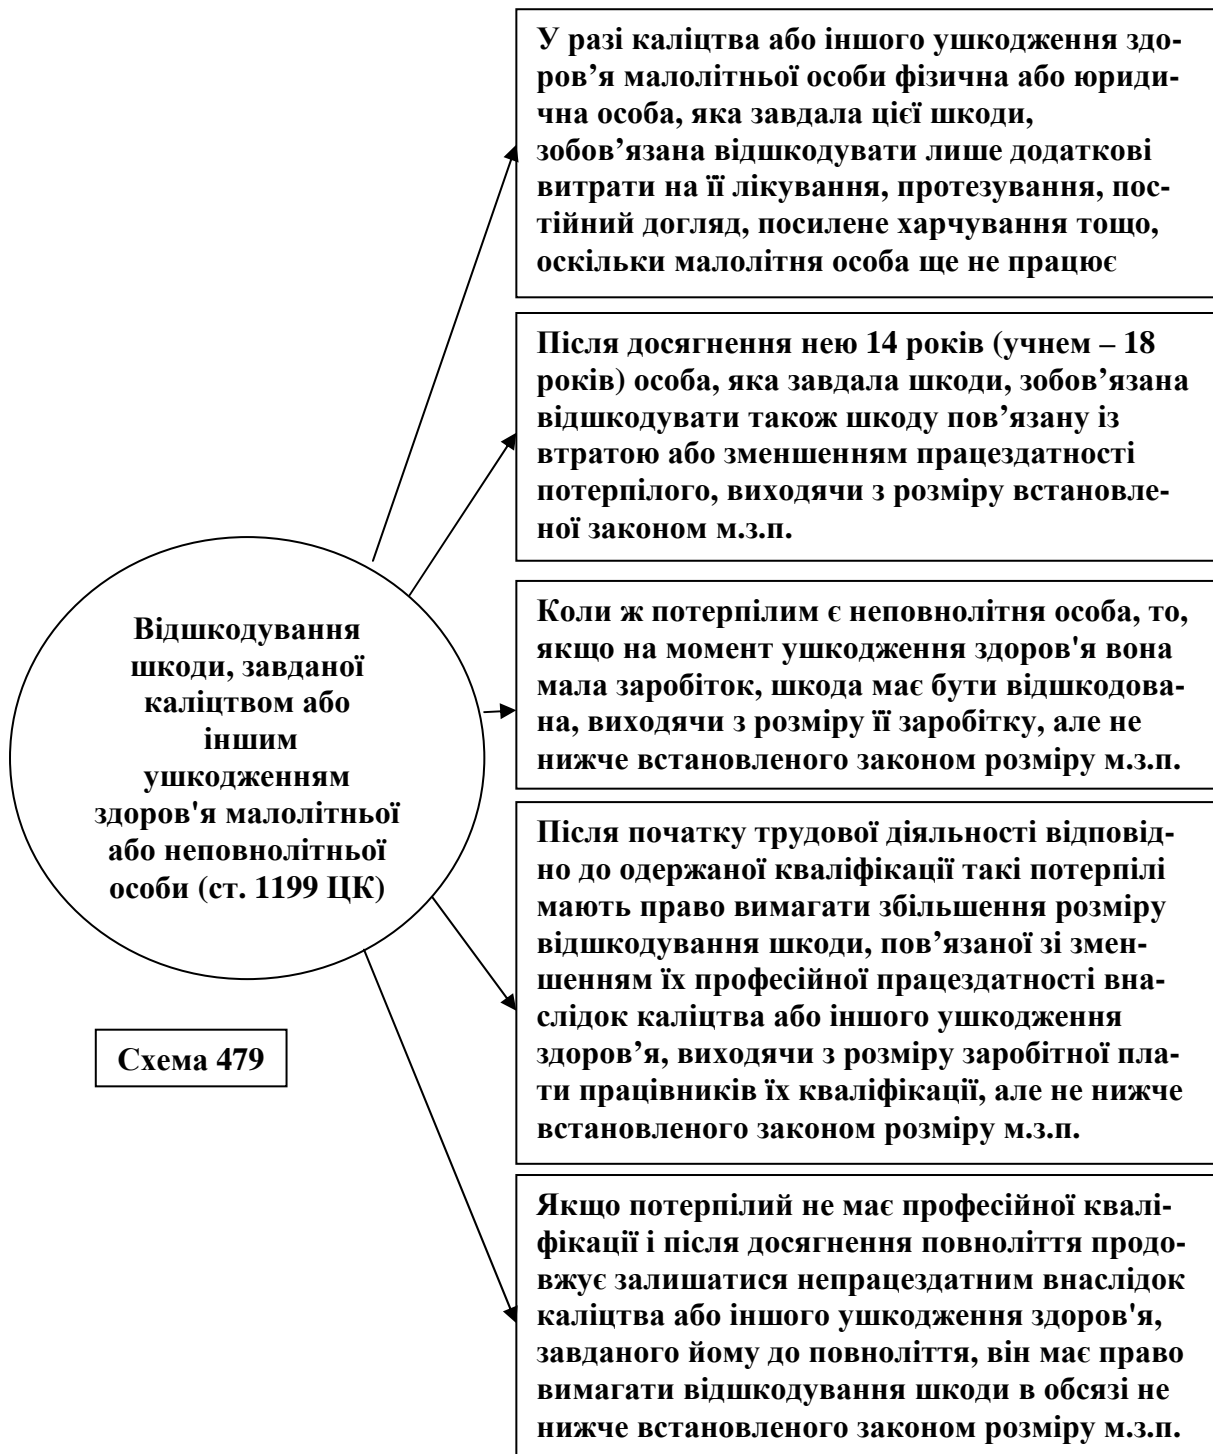 У разі каліцтва або іншого ушкодження здо-
ров’я малолітньої особи фізична або юриди-
чна особа, яка завдала цієї шкоди,
зобов’язана відшкодувати лише додаткові
витрати на її лікування, протезування, пос-
тійний догляд, посилене харчування тощо,
оскільки малолітня особа ще не працює
Після досягнення нею 14 років (учнем – 18
років) особа, яка завдала шкоди, зобов’язана
відшкодувати також шкоду пов’язану із
втратою або зменшенням працездатності
потерпілого, виходячи з розміру встановле-
ної законом м.з.п.
Відшкодування
шкоди, завданої
каліцтвом або
іншим
ушкодженням
здоров'я малолітньої
або неповнолітньої
особи (ст. 1199 ЦК)
Коли ж потерпілим є неповнолітня особа, то,
якщо на момент ушкодження здоров'я вона
мала заробіток, шкода має бути відшкодова-
на, виходячи з розміру її заробітку, але не
нижче встановленого законом розміру м.з.п.
Після початку трудової діяльності відповід-
но до одержаної кваліфікації такі потерпілі
мають право вимагати збільшення розміру
відшкодування шкоди, пов’язаної зі змен-
шенням їх професійної працездатності вна-
слідок каліцтва або іншого ушкодження
здоров’я, виходячи з розміру заробітної пла-
ти працівників їх кваліфікації, але не нижче
встановленого законом розміру м.з.п.
Схема 479
Якщо потерпілий не має професійної квалі-
фікації і після досягнення повноліття продо-
вжує залишатися непрацездатним внаслідок
каліцтва або іншого ушкодження здоров'я,
завданого йому до повноліття, він має право
вимагати відшкодування шкоди в обсязі не
нижче встановленого законом розміру м.з.п.